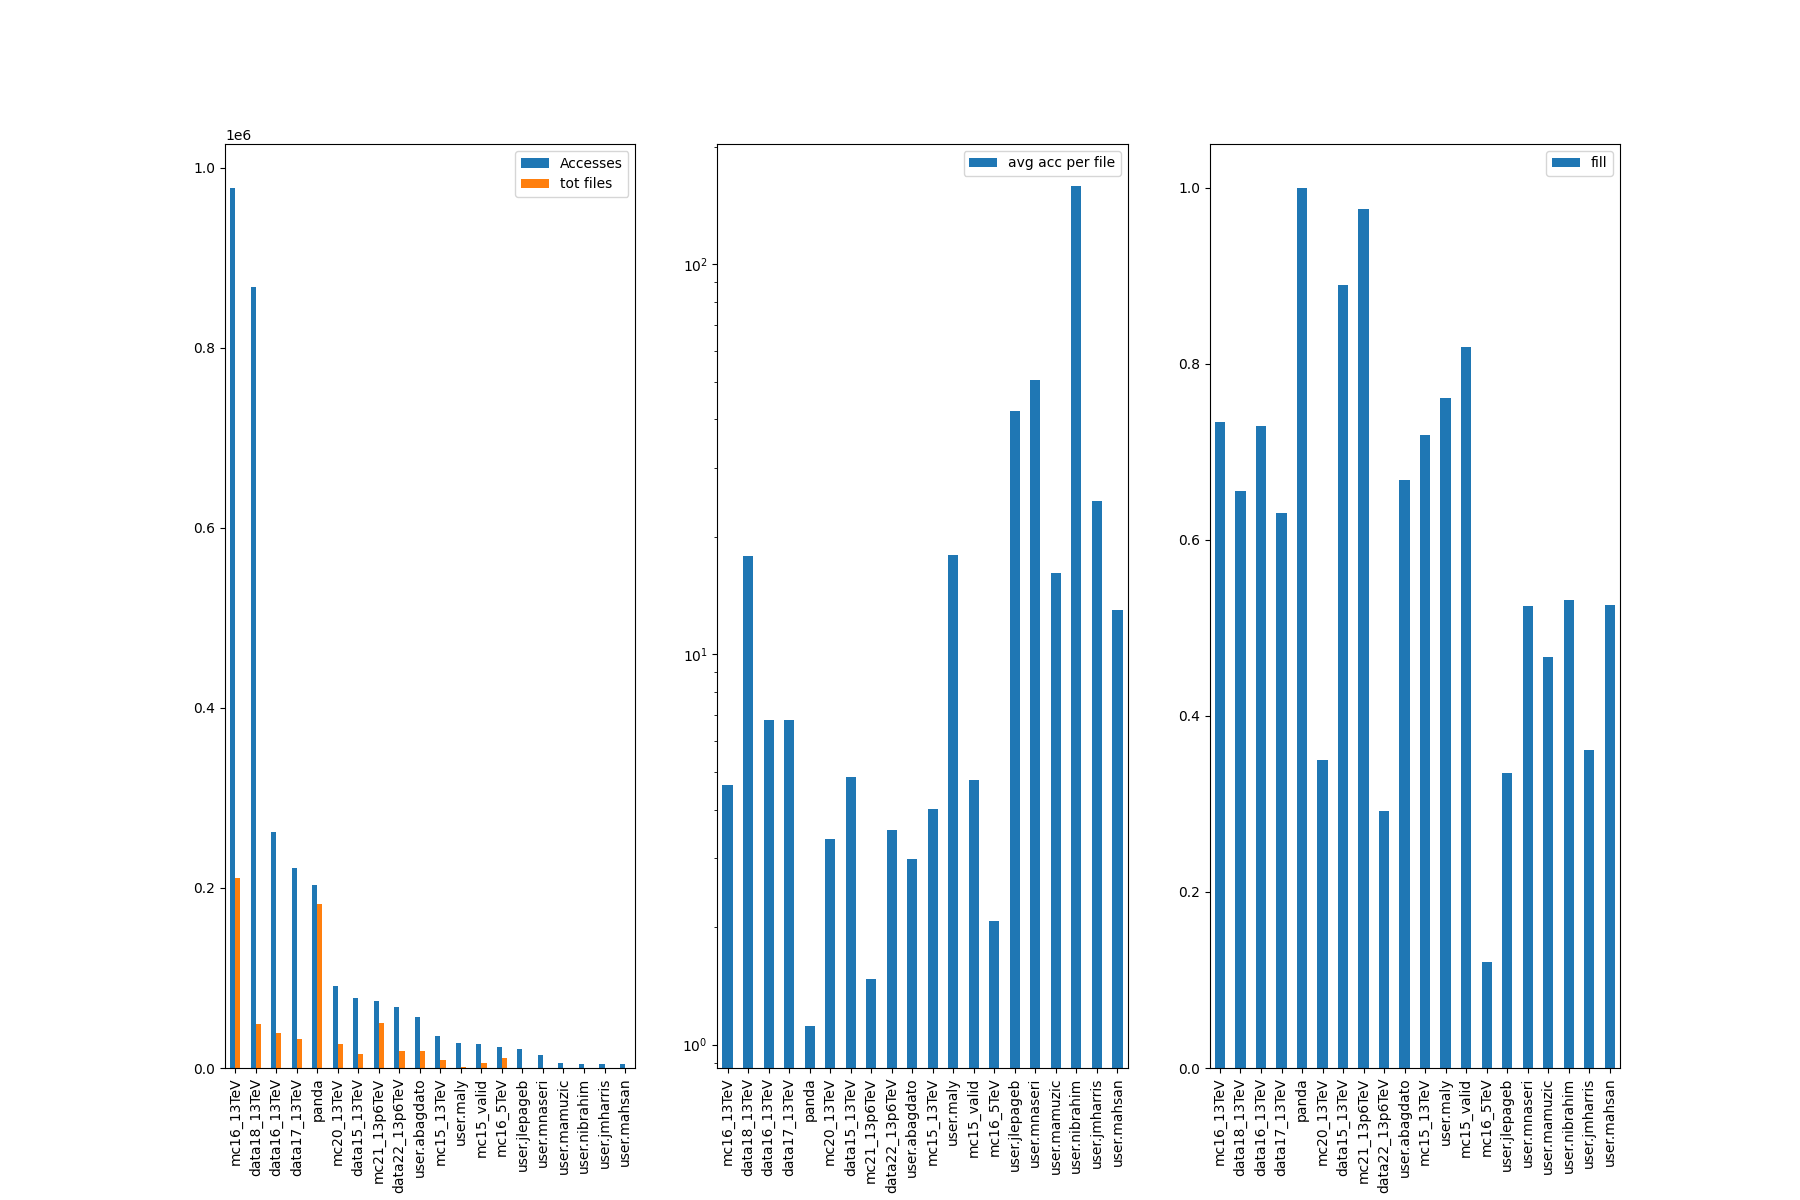 1e6
Accesses
tot files
1.0
0.8
0.6
0.4
0.2
0.0
mc16_13TeV
data18_13TeV
data16_13TeV
data17_13TeV
panda
mc20_13TeV
data15_13TeV
mc21_13p6TeV
data22_13p6TeV
user.abagdato
mc15_13TeV
user.maly
mc15_valid
mc16_5TeV
user.jlepageb
user.mnaseri
user.mamuzic
user.nibrahim
user.jmharris
user.mahsan
avg acc per file
10²
10¹
10⁰
mc16_13TeV
data18_13TeV
data16_13TeV
data17_13TeV
panda
mc20_13TeV
data15_13TeV
mc21_13p6TeV
data22_13p6TeV
user.abagdato
mc15_13TeV
user.maly
mc15_valid
mc16_5TeV
user.jlepageb
user.mnaseri
user.mamuzic
user.nibrahim
user.jmharris
user.mahsan
fill
1.0
0.8
0.6
0.4
0.2
0.0
mc16_13TeV
data18_13TeV
data16_13TeV
data17_13TeV
panda
mc20_13TeV
data15_13TeV
mc21_13p6TeV
data22_13p6TeV
user.abagdato
mc15_13TeV
user.maly
mc15_valid
mc16_5TeV
user.jlepageb
user.mnaseri
user.mamuzic
user.nibrahim
user.jmharris
user.mahsan